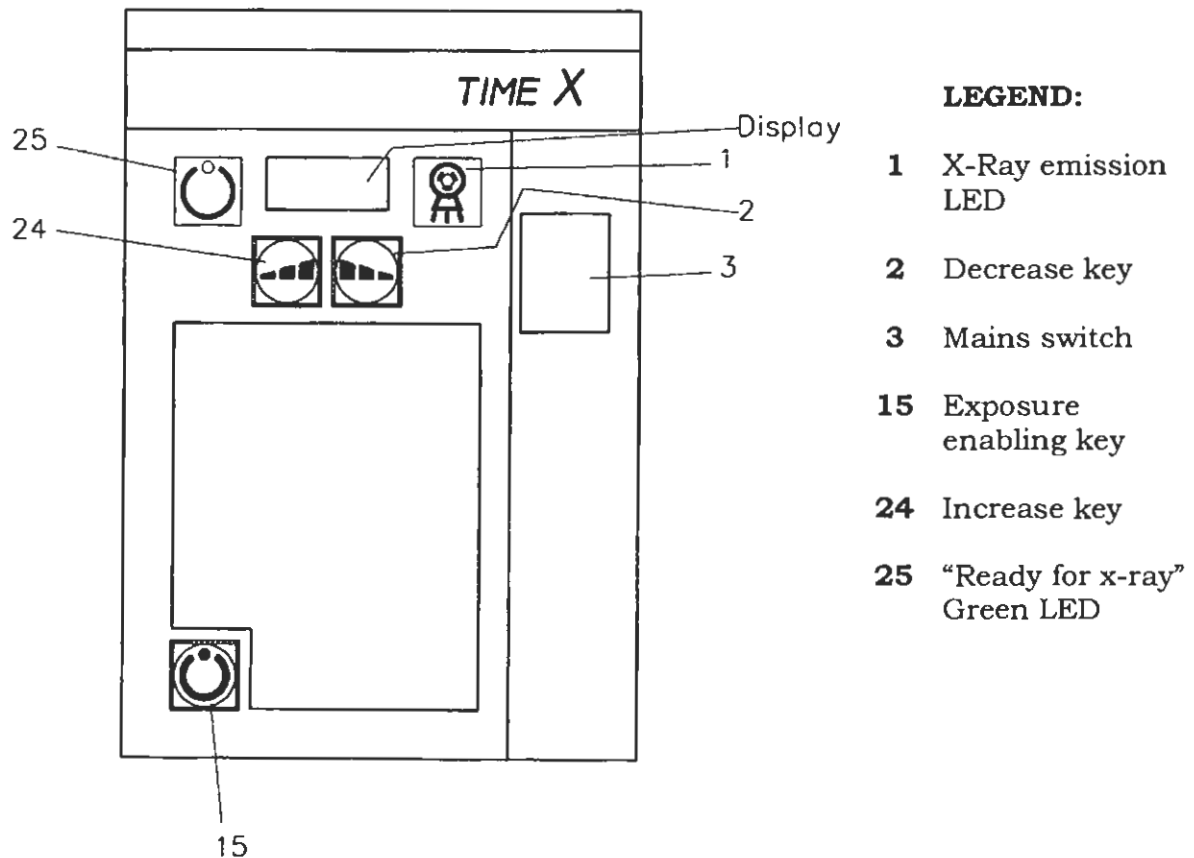 TIME X
Display
25
1
2
24
3
15
LEGEND:
1 X-Ray emission
LED
2 Decrease key
3 Mains switch
15 Exposure
enabling key
24 Increase key
25 “Ready for x-ray”
Green LED